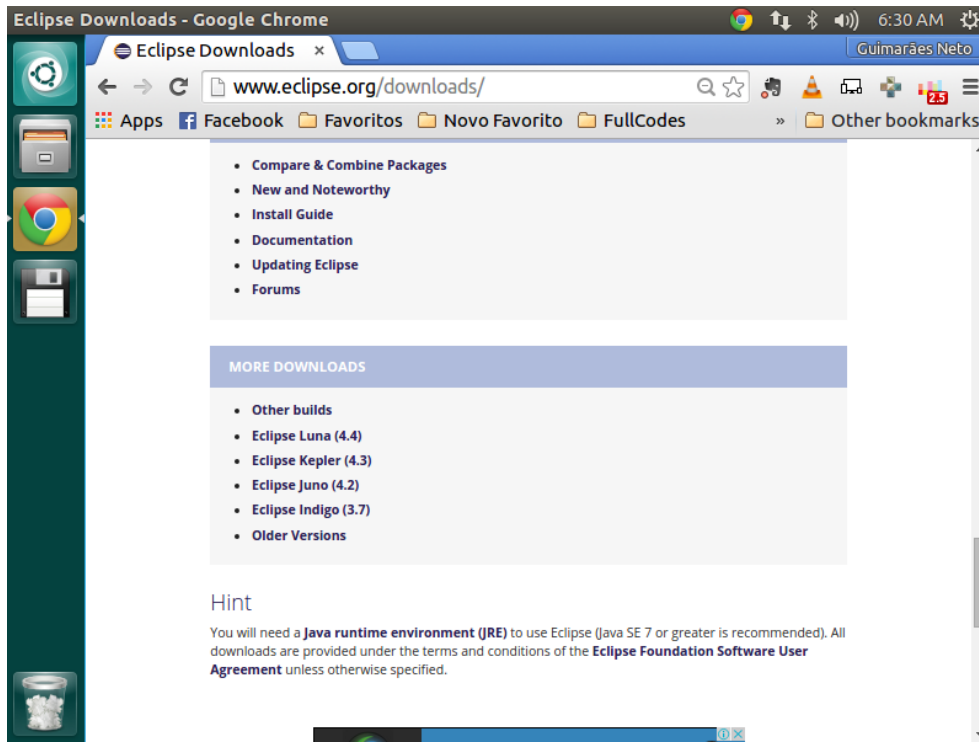 Eclipse Downloads - Google Chrome
6:30 AM
Eclipse Downloads
Guimarães Neto
www.eclipse.org/downloads/
2.5
Apps Facebook Favoritos Novo Favorito FullCodes » Other bookmarks
• Compare & Combine Packages
• New and Noteworthy
• Install Guide
• Documentation
• Updating Eclipse
• Forums
MORE DOWNLOADS
• Other builds
• Eclipse Luna (4.4)
• Eclipse Kepler (4.3)
• Eclipse Juno (4.2)
• Eclipse Indigo (3.7)
• Older Versions
Hint
You will need a Java runtime environment (JRE) to use Eclipse (Java SE 7 or greater is recommended). All
downloads are provided under the terms and conditions of the Eclipse Foundation Software User
Agreement unless otherwise specified.